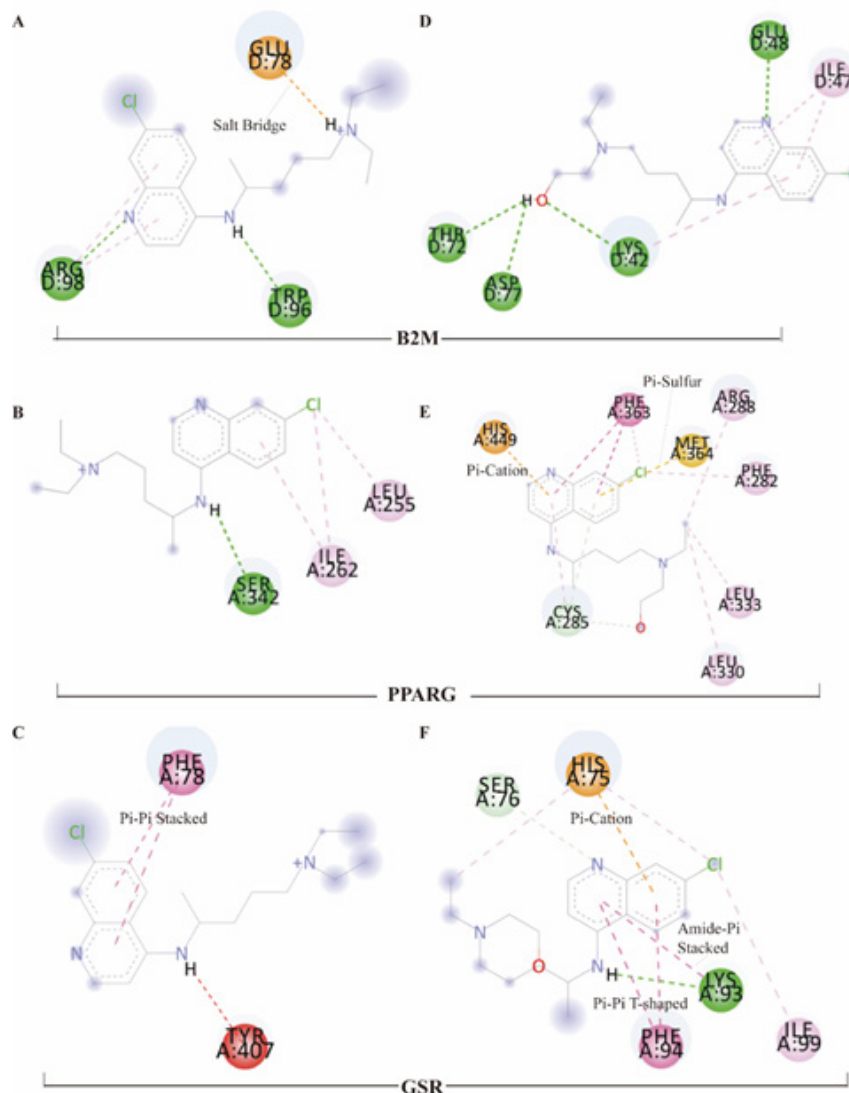 A
GLU
D:78
Cl
H
+N
Salt Bridge
N
N
H
ARG
D:98
TRP
D:96
D
GLU
D:48
ILE
D:47
N
N
H O
N
THR
D:72
LYS
D:42
ASP
D:77
B2M
B
N
Cl
+N
N
H
LEU
A:255
ILE
A:262
SER
A:342
E
Pi-Sulfur
PHE
A:363
ARG
A:288
HIS
A:449
MET
A:364
Pi-Cation
N
Cl
PHE
A:282
N
N
CYS
A:285
O
LEU
A:333
LEU
A:330
PPARG
C
PHE
A:78
Pi-Pi Stacked
Cl
+N
N
N
H
TYR
A:407
F
HIS
A:75
SER
A:76
Pi-Cation
N
Cl
Amide-Pi
Stacked
N
O
N
H
LYS
A:93
Pi-Pi T-shaped
PHE
A:94
ILE
A:99
GSR